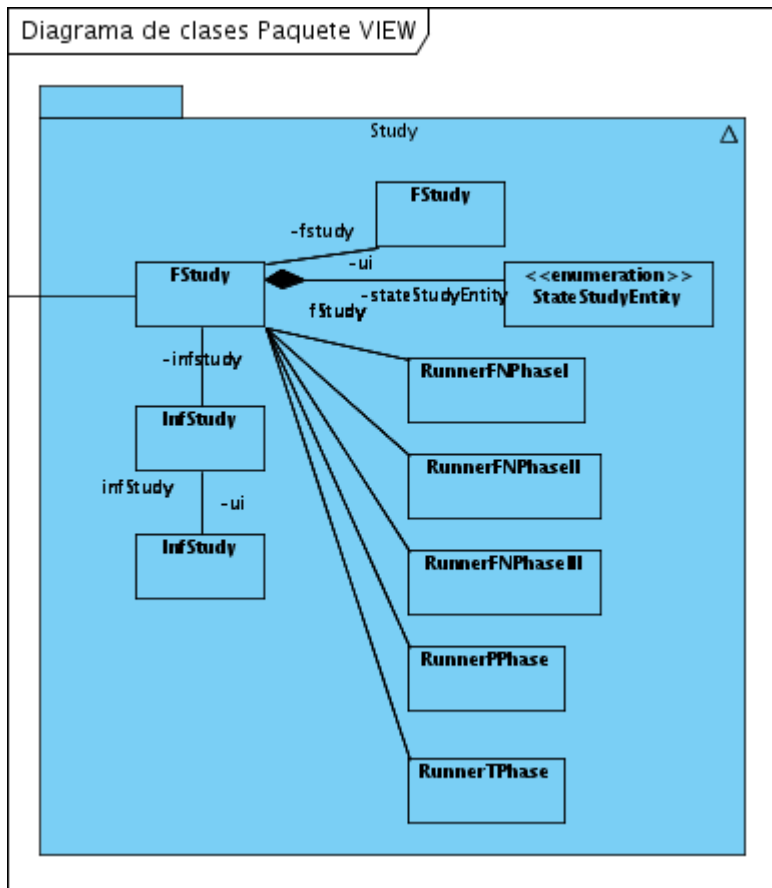 Diagrama de clases Paquete VIEW
Study
FStudy
-fstudy
-ui
FStudy
<<enumeration>>
StateStudyEntity
-stateStudyEntity
fStudy
-infstudy
RunnerFNPhaseI
InfStudy
RunnerFNPhaseII
infStudy
-ui
InfStudy
RunnerFNPhaseIII
RunnerPPhase
RunnerTPhase